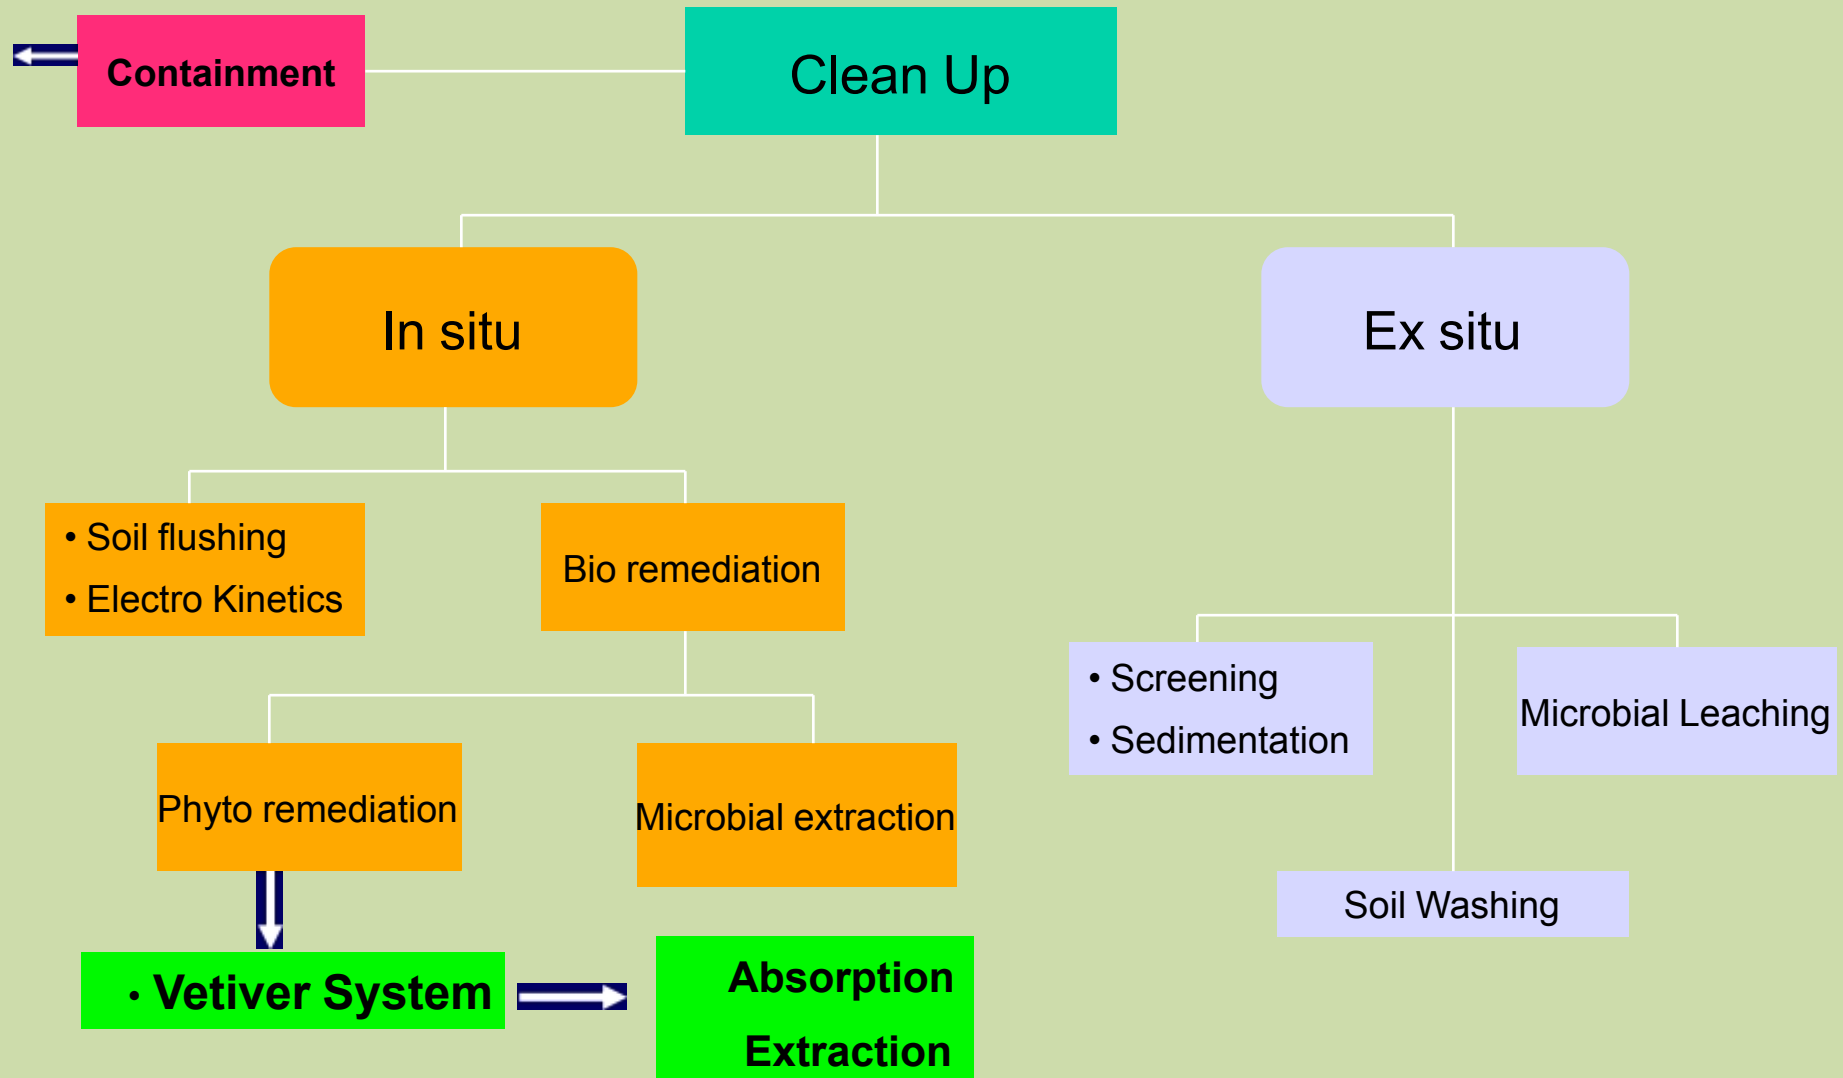 Containment
Clean Up
In situ
Ex situ
• Soil flushing
• Electro Kinetics
Bio remediation
• Screening
• Sedimentation
Microbial Leaching
Phyto remediation
Microbial extraction
Soil Washing
• Vetiver System
Absorption
Extraction